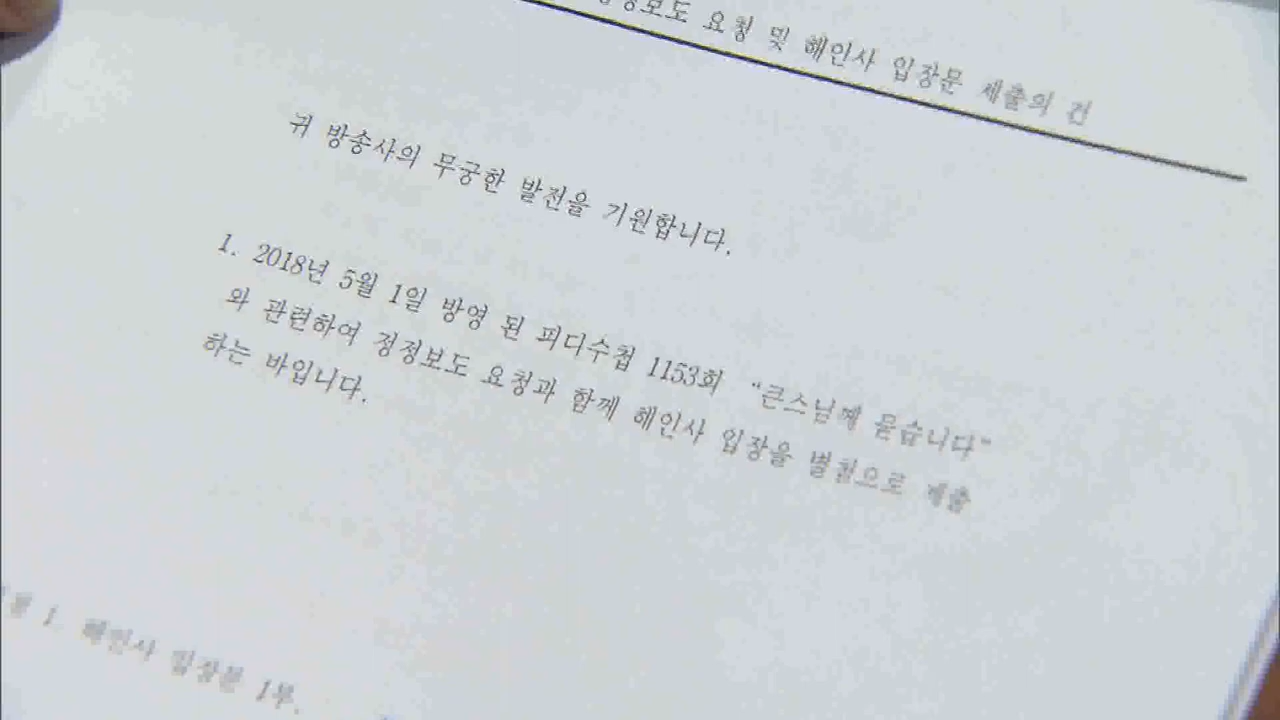 정정보도 요청 및 해인사 입장문 제출의 건
귀 방송사의 무궁한 발전을 기원합니다.
1. 2018년 5월 1일 방영 된 피디수첩 1153회 "큰스님께 묻습니다"
와 관련하여 정정보도 요청과 함께 해인사 입장을 별첨으로 제출
하는 바입니다.
1. 해인사 입장문 1부.